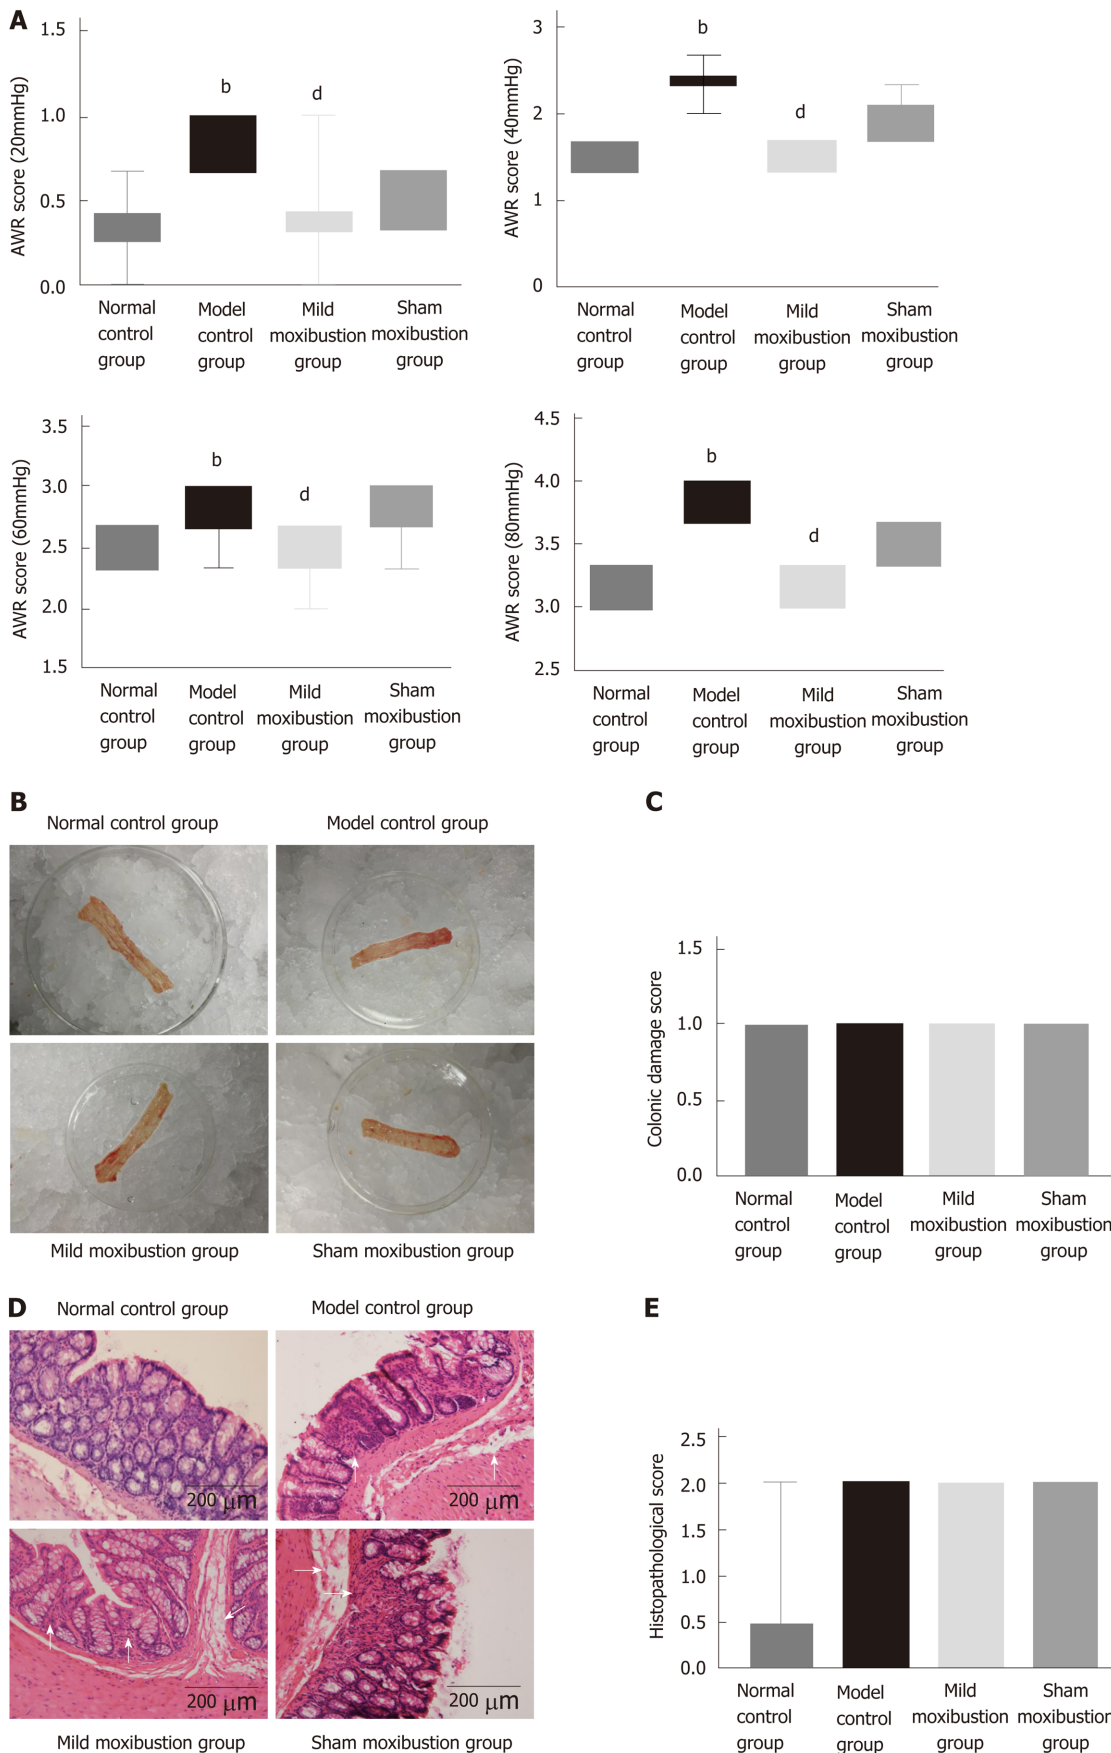 A
AWR score (20mmHg)
1.5
1.0
0.5
0.0
b
d
Normal
control
group
Model
control
group
Mild
moxibustion
group
Sham
moxibustion
group
AWR score (40mmHg)
3
2
1
0
b
d
Normal
control
group
Model
control
group
Mild
moxibustion
group
Sham
moxibustion
group
AWR score (60mmHg)
3.5
3.0
2.5
2.0
1.5
b
d
Normal
control
group
Model
control
group
Mild
moxibustion
group
Sham
moxibustion
group
AWR score (80mmHg)
4.5
4.0
3.5
3.0
2.5
b
d
Normal
control
group
Model
control
group
Mild
moxibustion
group
Sham
moxibustion
group
B
Normal control group
Model control group
Mild moxibustion group
Sham moxibustion group
C
Colonic damage score
1.5
1.0
0.5
0.0
Normal
control
group
Model
control
group
Mild
moxibustion
group
Sham
moxibustion
group
D
Normal control group
Model control group
200 μm
200 μm
200 μm
200 μm
Mild moxibustion group
Sham moxibustion group
E
Histopathological score
2.5
2.0
1.5
1.0
0.5
0.0
Normal
control
group
Model
control
group
Mild
moxibustion
group
Sham
moxibustion
group